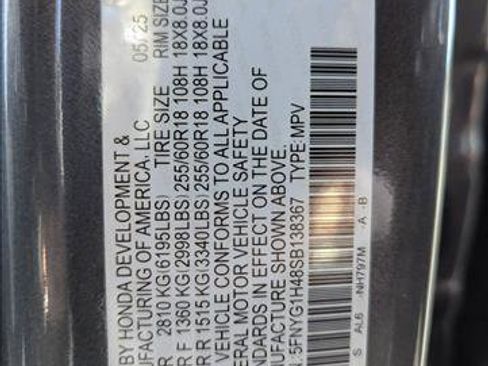 BY HONDA DEVELOPMENT &
UFACTURING OF AMERICA, LLC 05/25
R 2810 KG(6195LBS) TIRE SIZE RIM SIZE
R F 1360 KG(2998LBS) 255/60R18 108H 18X8.0J
R R 1515 KG(3340LBS) 255/60R18 108H 18X8.0J
VEHICLE CONFORMS TO ALL APPLICABLE
ERAL MOTOR VEHICLE SAFETY
NDARDS IN EFFECT ON THE DATE OF
UFACTURE SHOWN ABOVE.
:5FNYG1H48SB138367 TYPE:MPV
S AL6 NH797M -A -B